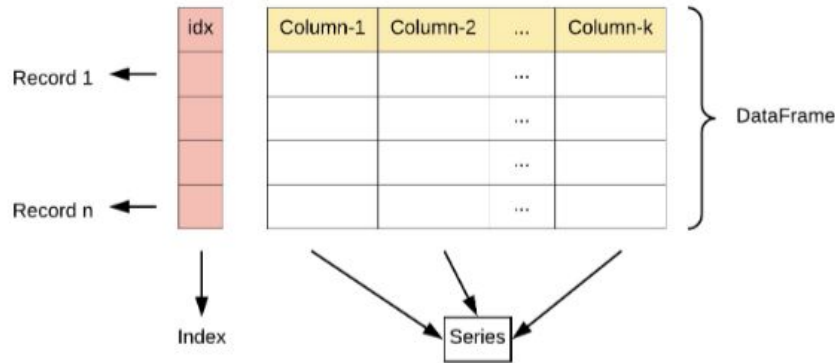 idx Column-1 Column-2 ... Column-k
Record 1 ...
...
DataFrame
...
Record n ...
Index
Series